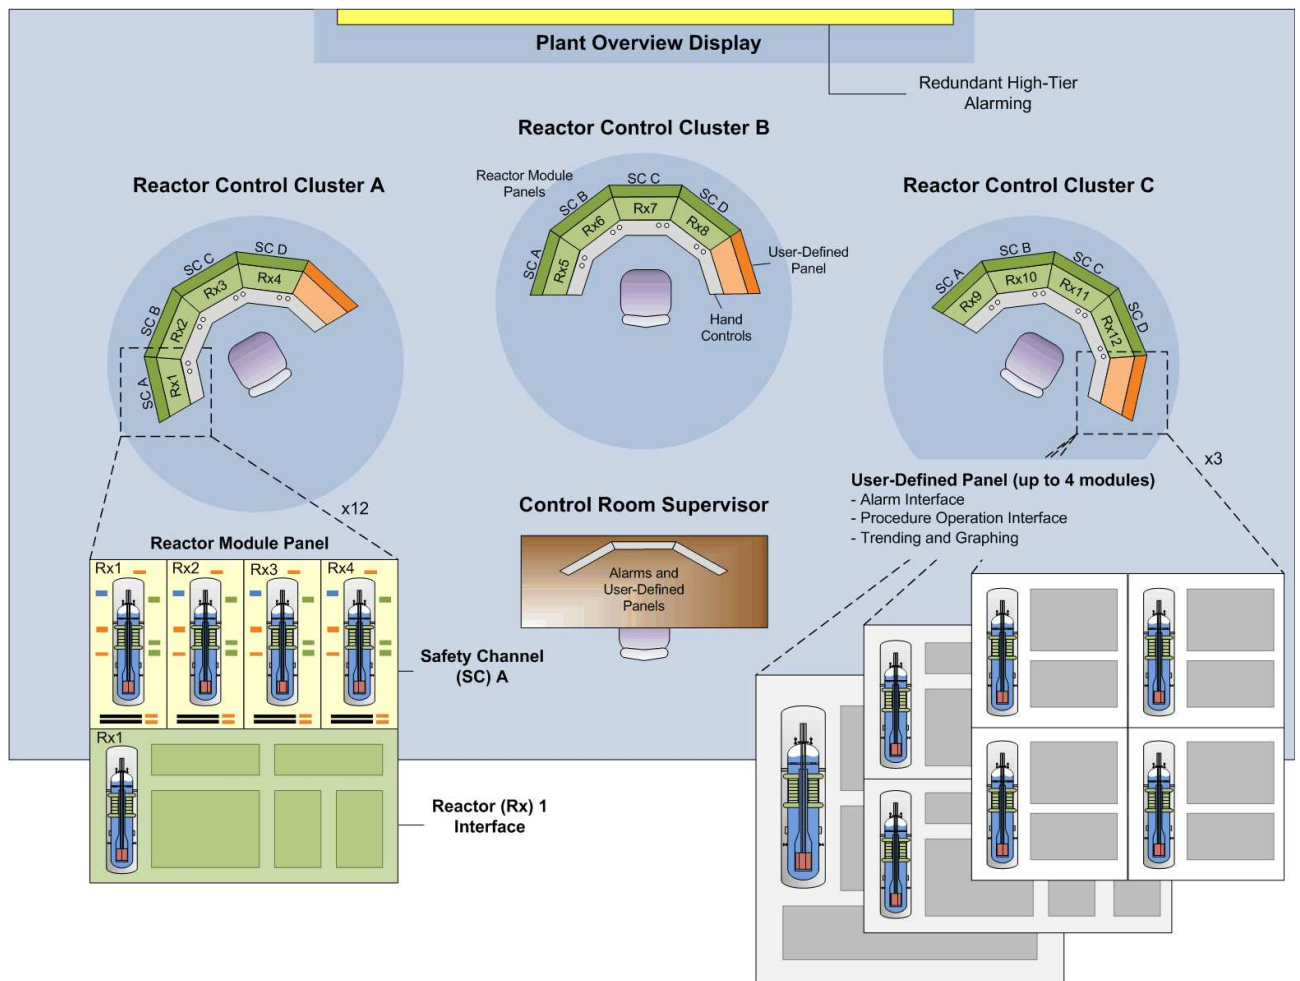 Plant Overview Display
Redundant High-Tier
Alarming
Reactor Control Cluster B
Reactor Module
Panels
SC A
SC B
SC C
SC D
Rx5
Rx6
Rx7
Rx8
User-Defined
Panel
Hand
Controls
Reactor Control Cluster A
SC A
SC B
SC C
SC D
Rx1
Rx2
Rx3
Rx4
Reactor Control Cluster C
SC A
SC B
SC C
SC D
Rx9
Rx10
Rx11
Rx12
x12
x3
Control Room Supervisor
Alarms and
User-Defined
Panels
User-Defined Panel (up to 4 modules)
- Alarm Interface
- Procedure Operation Interface
- Trending and Graphing
Reactor Module Panel
Rx1
Rx2
Rx3
Rx4
Safety Channel
(SC) A
Rx1
Reactor (Rx) 1
Interface